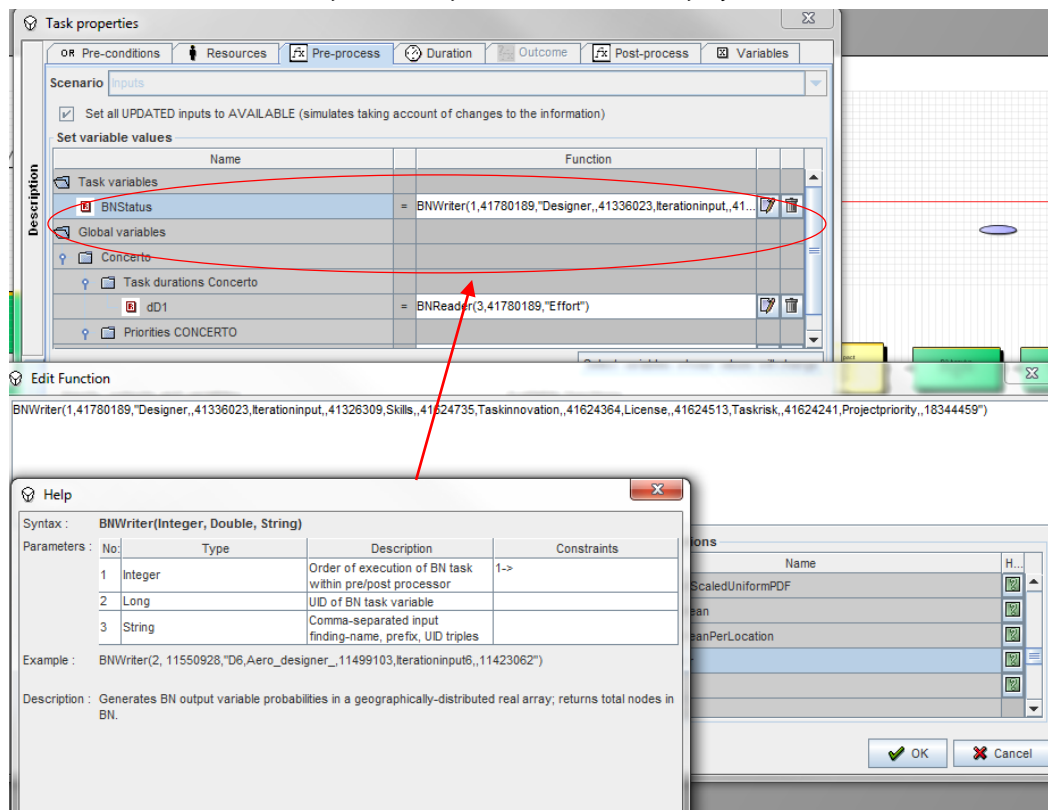 Task properties
OR Pre-conditions Resources fx Pre-process Duration Outcome fx Post-process Variables
Scenario Inputs
Set all UPDATED inputs to AVAILABLE (simulates taking account of changes to the information)
Set variable values
Name Function
Task variables
BNStatus = BNWriter(1,41780189,"Designer,,41336023,Iterationinput,,41...
Global variables
Concerto
Task durations Concerto
dD1 = BNReader(3,41780189,"Effort")
Priorities CONCERTO
Description
Edit Function
BNWriter(1,41780189,"Designer,,41336023,Iterationinput,,41326309,Skills,,41624735,Taskinnovation,,41624364,License,,41624513,Taskrisk,,41624241,Projectpriority,,18344459")
Help
Syntax : BNWriter(Integer, Double, String)
Parameters : No: Type Description Constraints
1 Integer Order of execution of BN task within pre/post processor 1->
2 Long UID of BN task variable
3 String Comma-separated input finding-name, prefix, UID triples
Example : BNWriter(2, 11550928,"D6,Aero_designer_,11499103,Iterationinput6,,11423062")
Description : Generates BN output variable probabilities in a geographically-distributed real array; returns total nodes in
BN.
ions
Name H...
ScaledUniformPDF
ean
eanPerLocation
OK Cancel